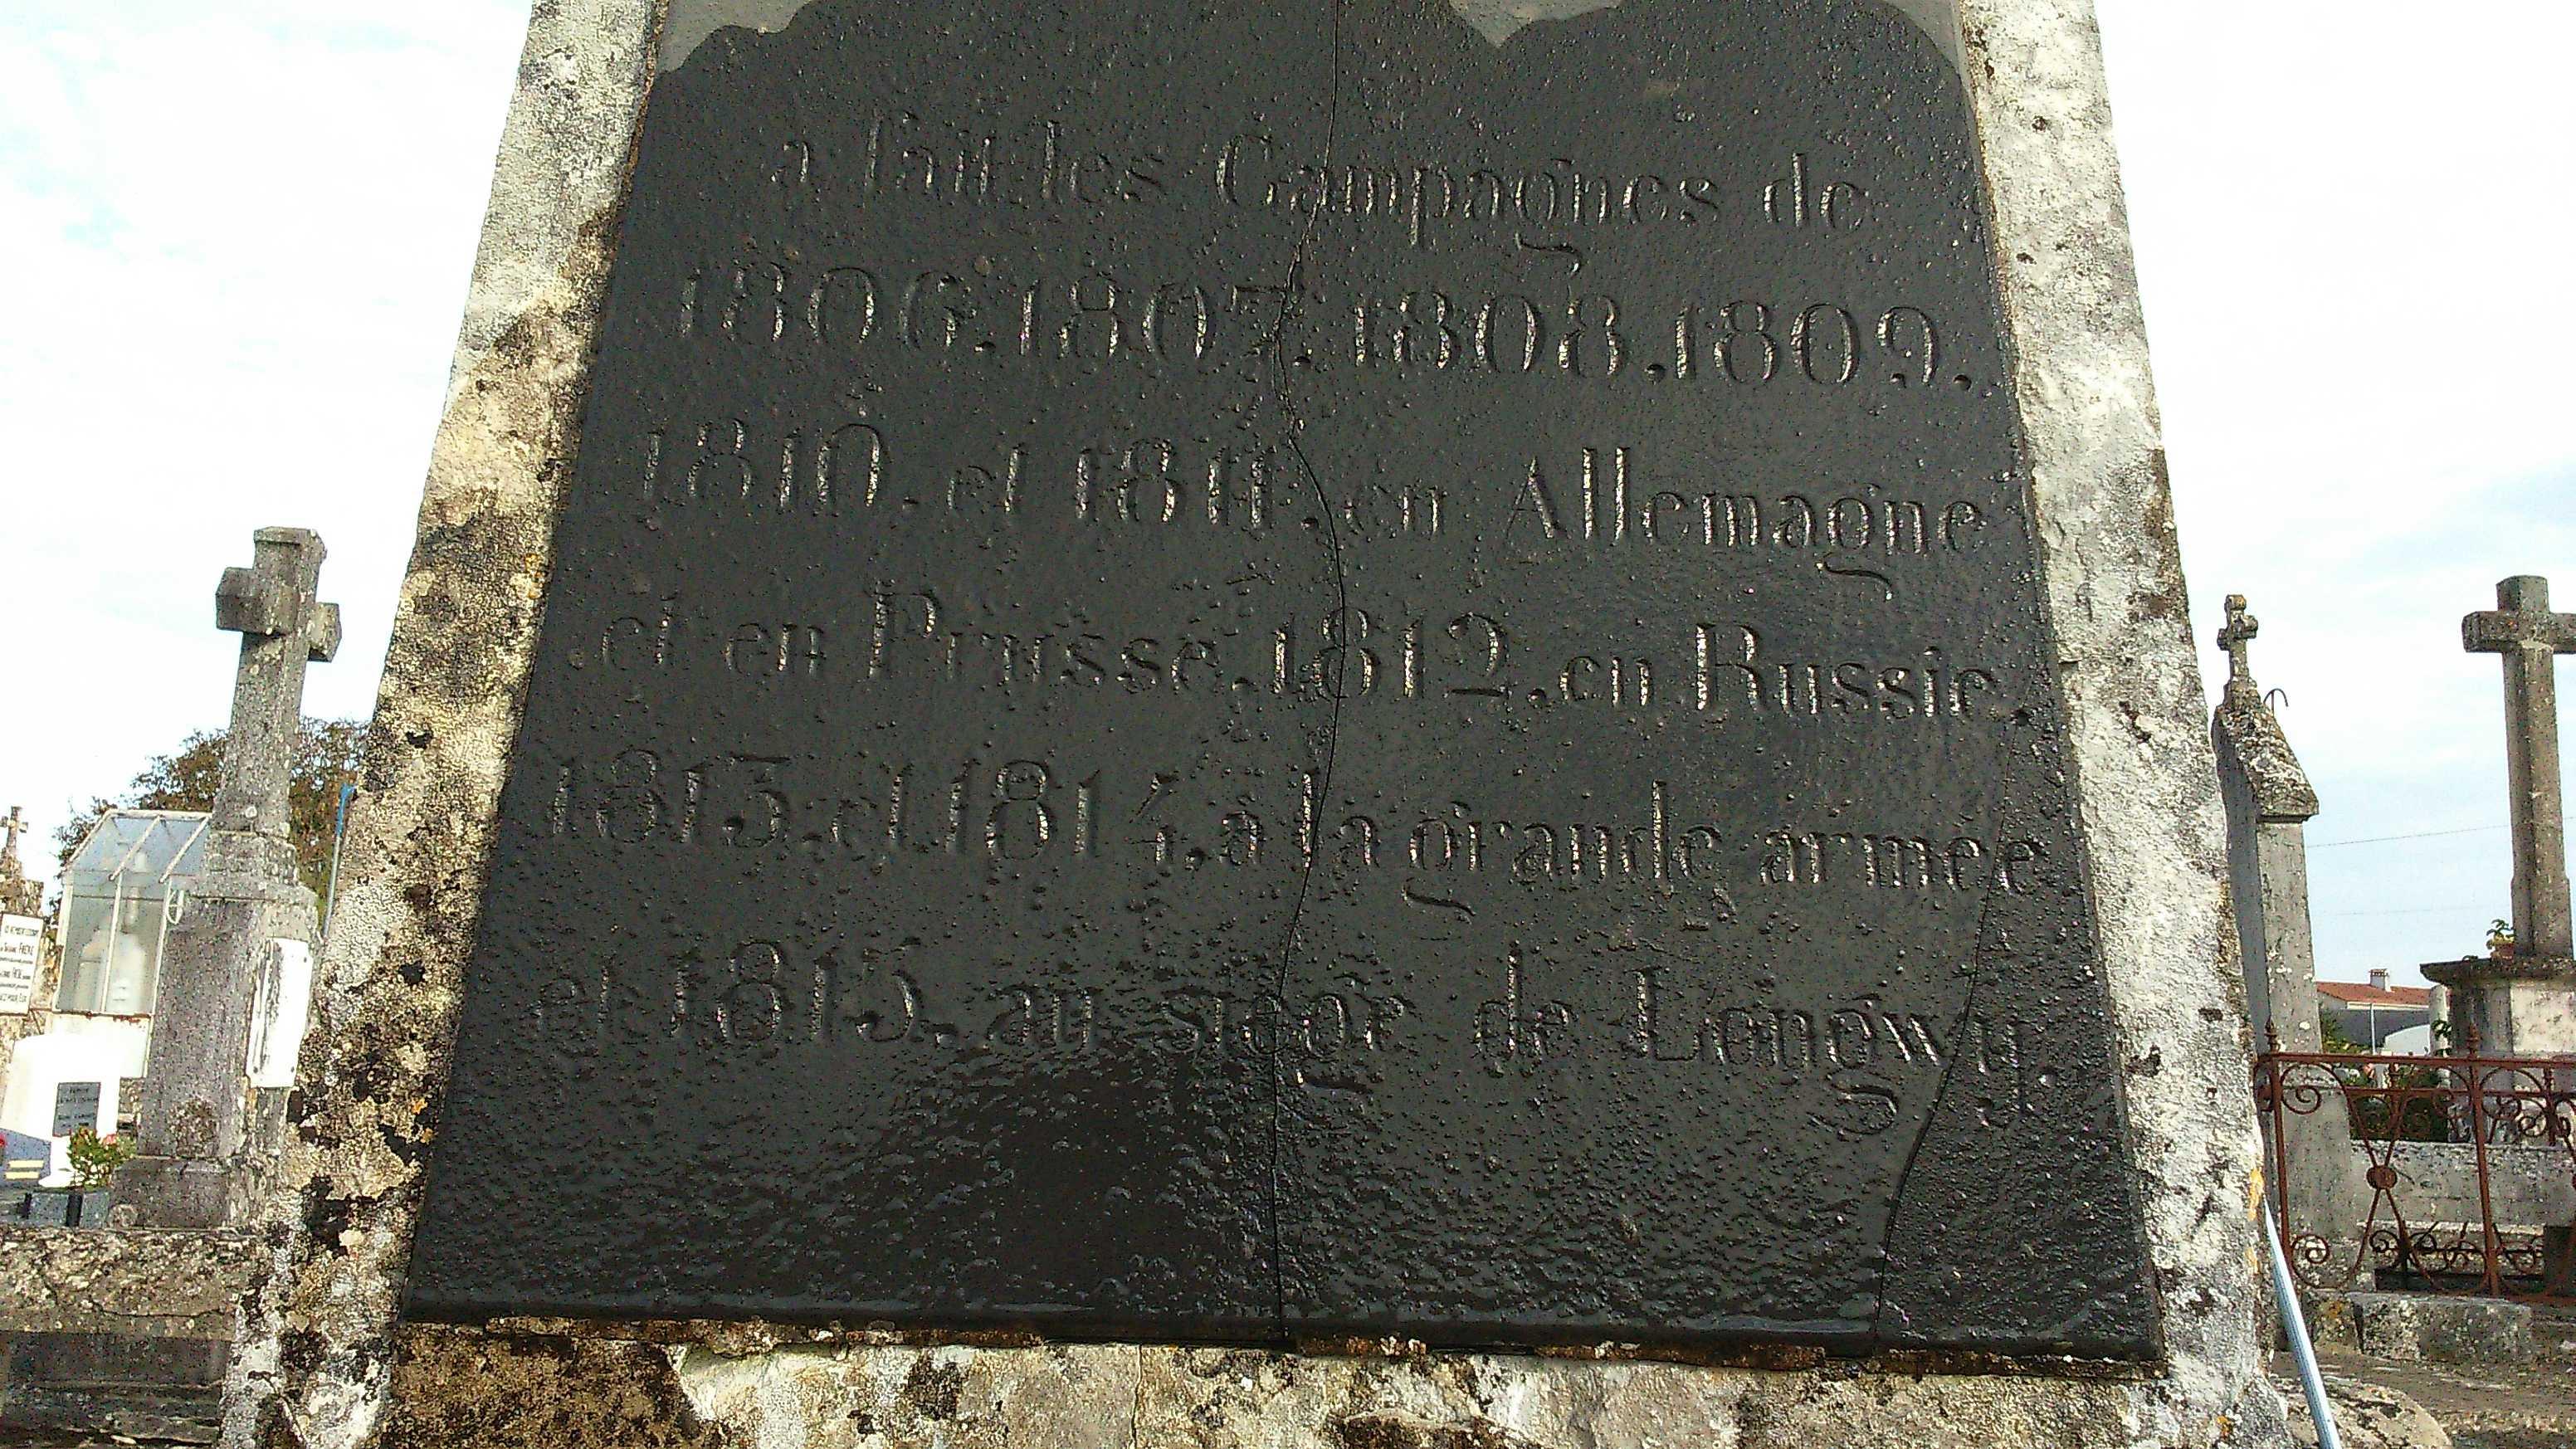 a fait les Campagnes de
1806. 1807. 1808. 1809.
1810. et 1811. en Allemagne
et en Prusse. 1812. en Russie.
1813. et 1814. à la grande armée
et 1815. au siège de Longwy.